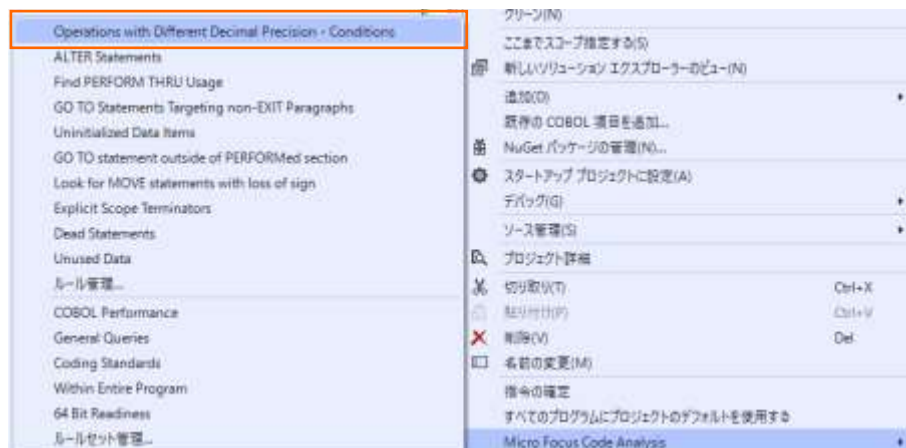 Operations with Different Decimal Precision - Conditions
ALTER Statements
Find PERFORM THRU Usage
GO TO Statements Targeting non-EXIT Paragraphs
Uninitialized Data Items
GO TO statement outside of PERFORMed section
Look for MOVE statements with loss of sign
Explicit Scope Terminators
Dead Statements
Unused Data
ルール管理...
COBOL Performance
General Queries
Coding Standards
Within Entire Program
64 Bit Readiness
ルールセット管理...
クリーン(N)
ここまでスコープ指定する(S)
新しいソリューション エクスプローラーのビュー(N)
追加(D)
既存の COBOL 項目を追加...
NuGet パッケージの管理(N)...
スタートアップ プロジェクトに設定(A)
デバッグ(G)
ソース管理(S)
プロジェクト詳細
切り取り(T) Ctrl+X
貼り付け(P) Ctrl+V
削除(V) Del
名前の変更(M)
指令の確定
すべてのプログラムにプロジェクトのデフォルトを使用する
Micro Focus Code Analysis